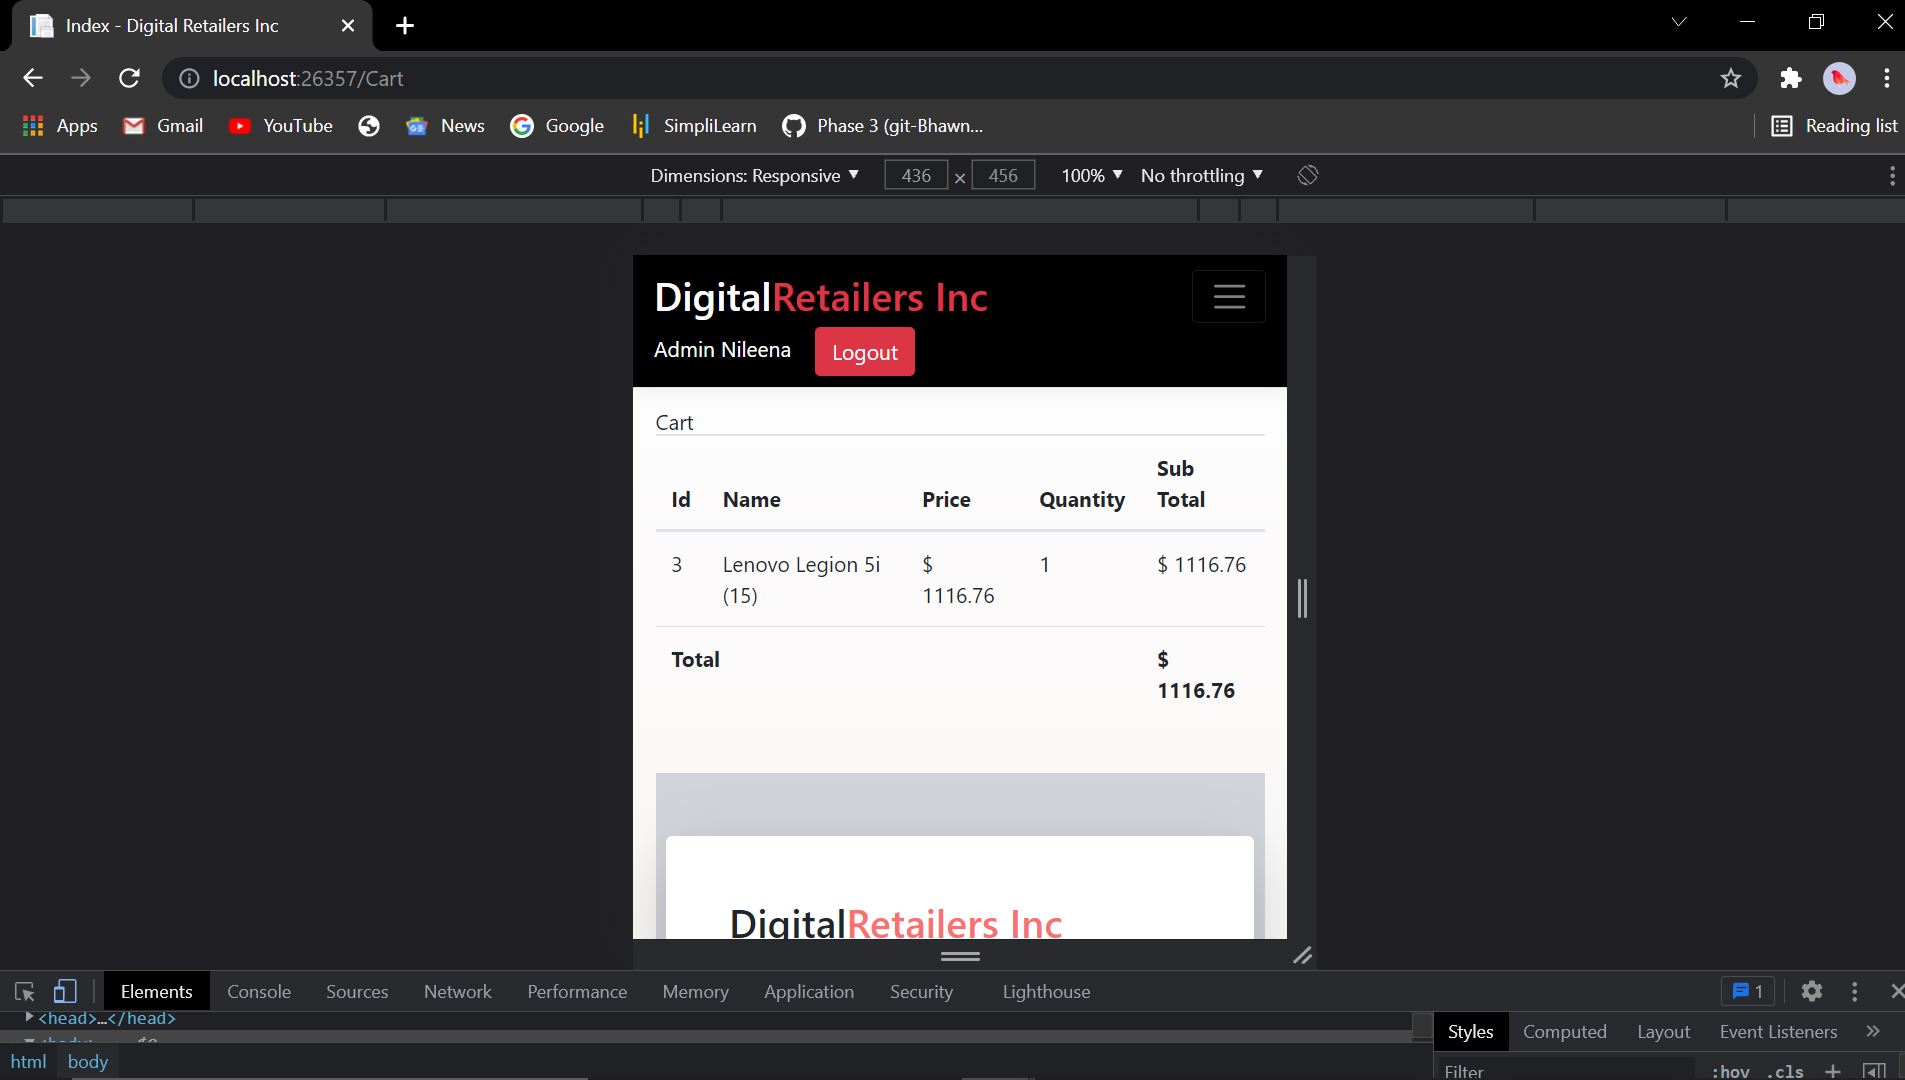 Index - Digital Retailers Inc
localhost:26357/Cart
Apps Gmail YouTube News Google SimpliLearn Phase 3 (git-Bhawn... Reading list
Dimensions: Responsive 436 × 456 100% No throttling
DigitalRetailers Inc
Admin Nileena Logout
Cart
Id Name Price Quantity Sub Total
3 Lenovo Legion 5i (15) $ 1116.76 1 $ 1116.76
Total $ 1116.76
DigitalRetailers Inc
Elements Console Sources Network Performance Memory Application Security Lighthouse 1
<head>…</head>
Styles Computed Layout Event Listeners »
html body
Filter :hov .cls +